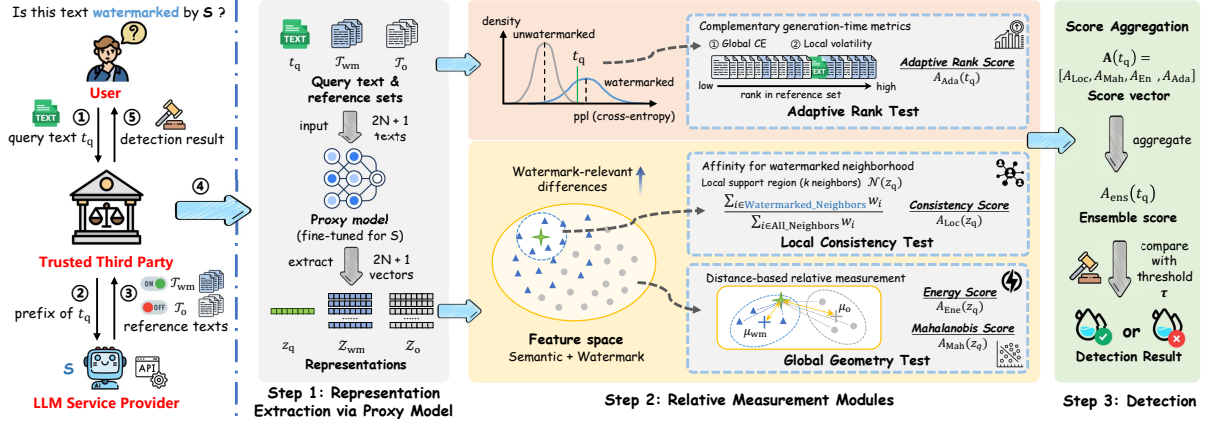 Is this text watermarked by S ?
?
User
TEXT
①
⑤
query text t_q
detection result
④
Trusted Third Party
②
③
ON
𝒯_wm
OFF
𝒯_o
prefix of t_q
reference texts
S
AI
API
LLM Service Provider
TEXT
t_q
𝒯_wm
𝒯_o
Query text &
reference sets
input
2N + 1
texts
Proxy model
(fine-tuned for S)
extract
2N + 1
vectors
z_q
𝒵_wm
𝒵_o
Representations
Step 1: Representation
Extraction via Proxy Model
density
unwatermarked
t_q
watermarked
ppl (cross-entropy)
Complementary generation-time metrics
① Global CE
② Local volatility
TEXT
low
high
rank in reference set
Adaptive Rank Score
A_Ada(t_q)
Adaptive Rank Test
Watermark-relevant
differences
Feature space
Semantic + Watermark
Affinity for watermarked neighborhood
Local support region (k neighbors) 𝒩(z_q)
∑_{i∈Watermarked_Neighbors} w_i
∑_{i∈All_Neighbors} w_i
Consistency Score
A_Loc(z_q)
Local Consistency Test
Distance-based relative measurement
μ_wm
μ_o
Energy Score
A_Ene(z_q)
Mahalanobis Score
A_Mah(z_q)
Global Geometry Test
Step 2: Relative Measurement Modules
Score Aggregation
A(t_q) =
[A_Loc, A_Mah, A_En , A_Ada]
Score vector
aggregate
A_ens(t_q)
Ensemble score
compare
with
threshold
τ
or
Detection Result
Step 3: Detection